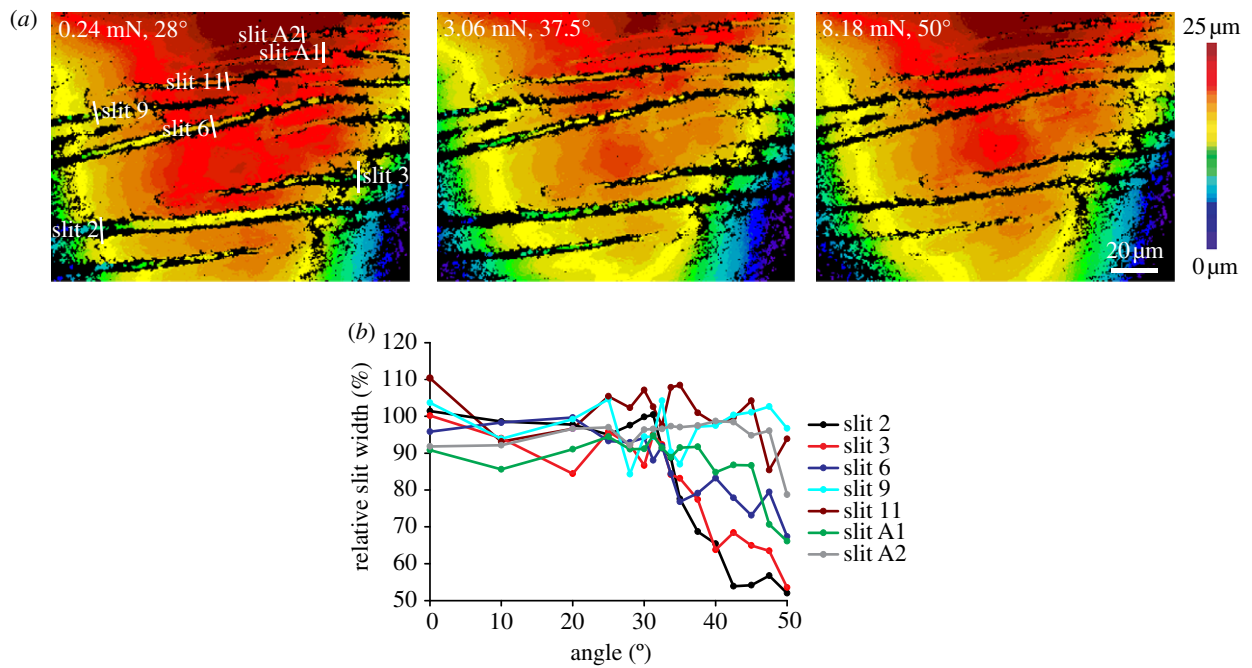 (a)
0.24 mN, 28°
slit A2
slit A1
slit 11
slit 9
slit 6
slit 3
slit 2
3.06 mN, 37.5°
8.18 mN, 50°
20 µm
25 µm
0 µm
(b)
120
110
100
90
80
70
60
50
relative slit width (%)
0 10 20 30 40 50
angle (º)
slit 2
slit 3
slit 6
slit 9
slit 11
slit A1
slit A2